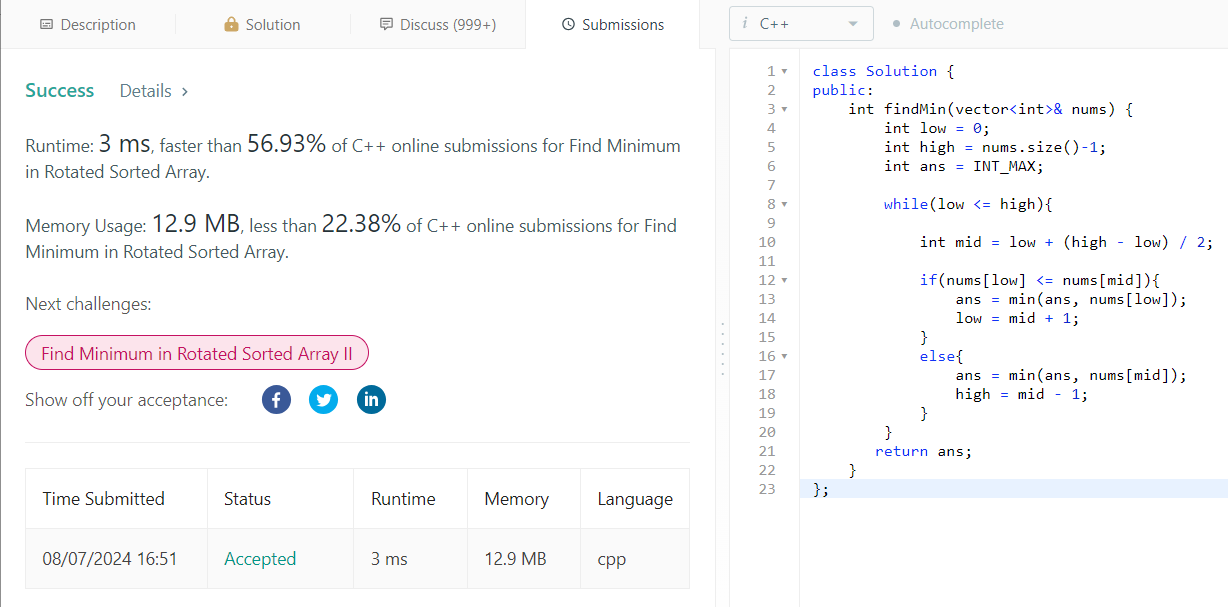 Description
Solution
Discuss (999+)
Submissions
i C++
Autocomplete
Success Details >
Runtime: 3 ms, faster than 56.93% of C++ online submissions for Find Minimum
in Rotated Sorted Array.
Memory Usage: 12.9 MB, less than 22.38% of C++ online submissions for Find
Minimum in Rotated Sorted Array.
Next challenges:
Find Minimum in Rotated Sorted Array II
Show off your acceptance: f in
Time Submitted Status Runtime Memory Language
08/07/2024 16:51 Accepted 3 ms 12.9 MB cpp
1 class Solution {
2 public:
3     int findMin(vector<int>& nums) {
4         int low = 0;
5         int high = nums.size()-1;
6         int ans = INT_MAX;
7
8         while(low <= high){
9
10             int mid = low + (high - low) / 2;
11
12             if(nums[low] <= nums[mid]){
13                 ans = min(ans, nums[low]);
14                 low = mid + 1;
15             }
16             else{
17                 ans = min(ans, nums[mid]);
18                 high = mid - 1;
19             }
20         }
21        return ans;
22     }
23 };